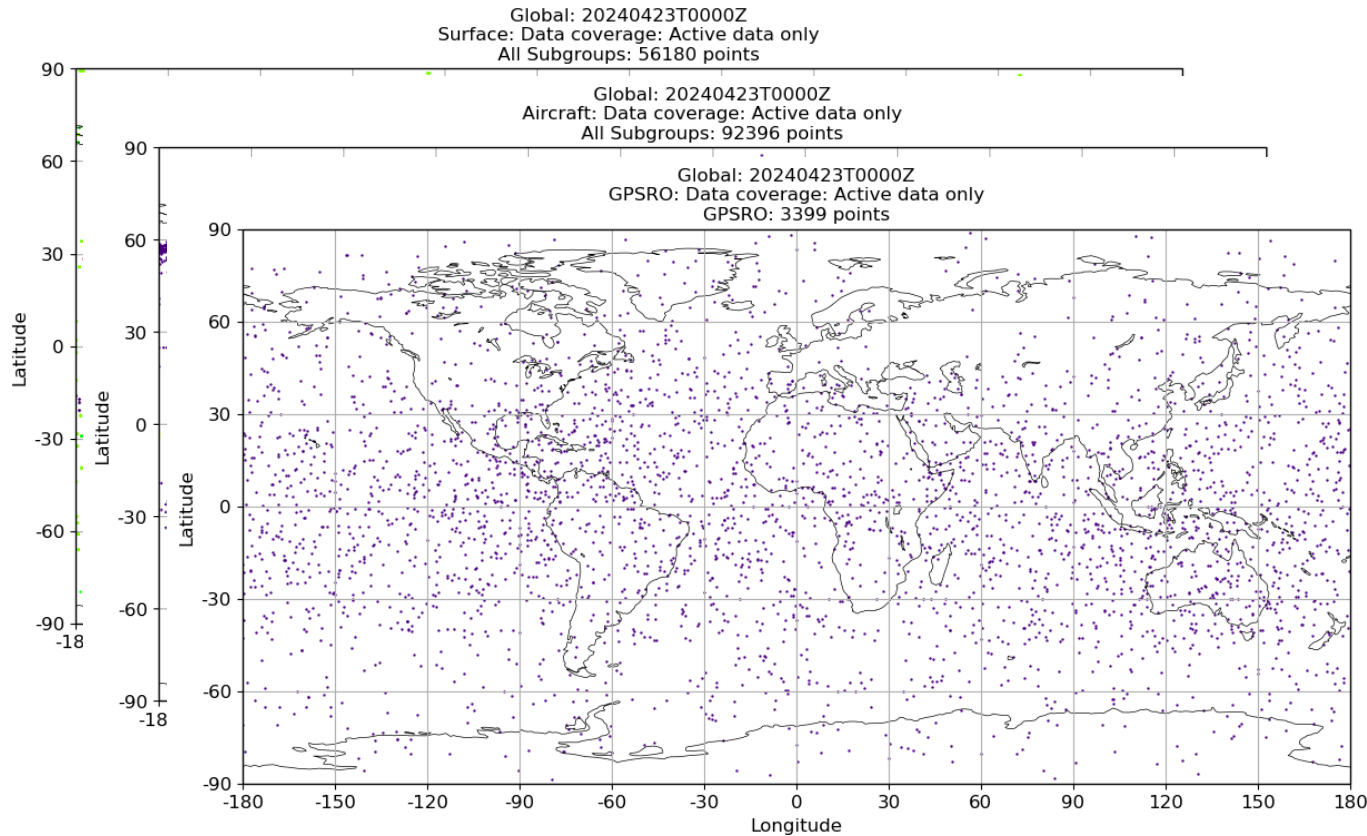 Global: 20240423T0000Z
Surface: Data coverage: Active data only
All Subgroups: 56180 points
90
60
30
0
-30
-60
-90
-18
Latitude
Global: 20240423T0000Z
Aircraft: Data coverage: Active data only
All Subgroups: 92396 points
90
60
30
0
-30
-60
-90
-18
Latitude
Global: 20240423T0000Z
GPSRO: Data coverage: Active data only
GPSRO: 3399 points
90
60
30
0
-30
-60
-90
Latitude
-180 -150 -120 -90 -60 -30 0 30 60 90 120 150 180
Longitude